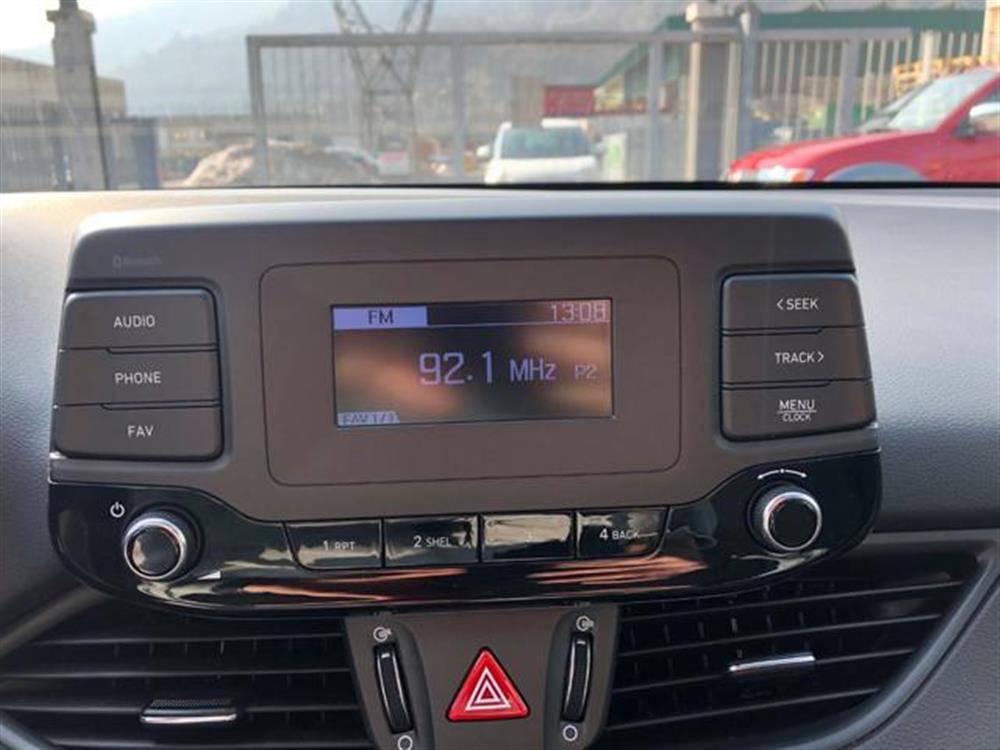 Bluetooth
AUDIO
PHONE
FAV
FM 13:08
92.1 MHz P2
FAV 1/3
< SEEK
TRACK >
MENU
CLOCK
1 RPT
2 SHFL
3
4 BACK